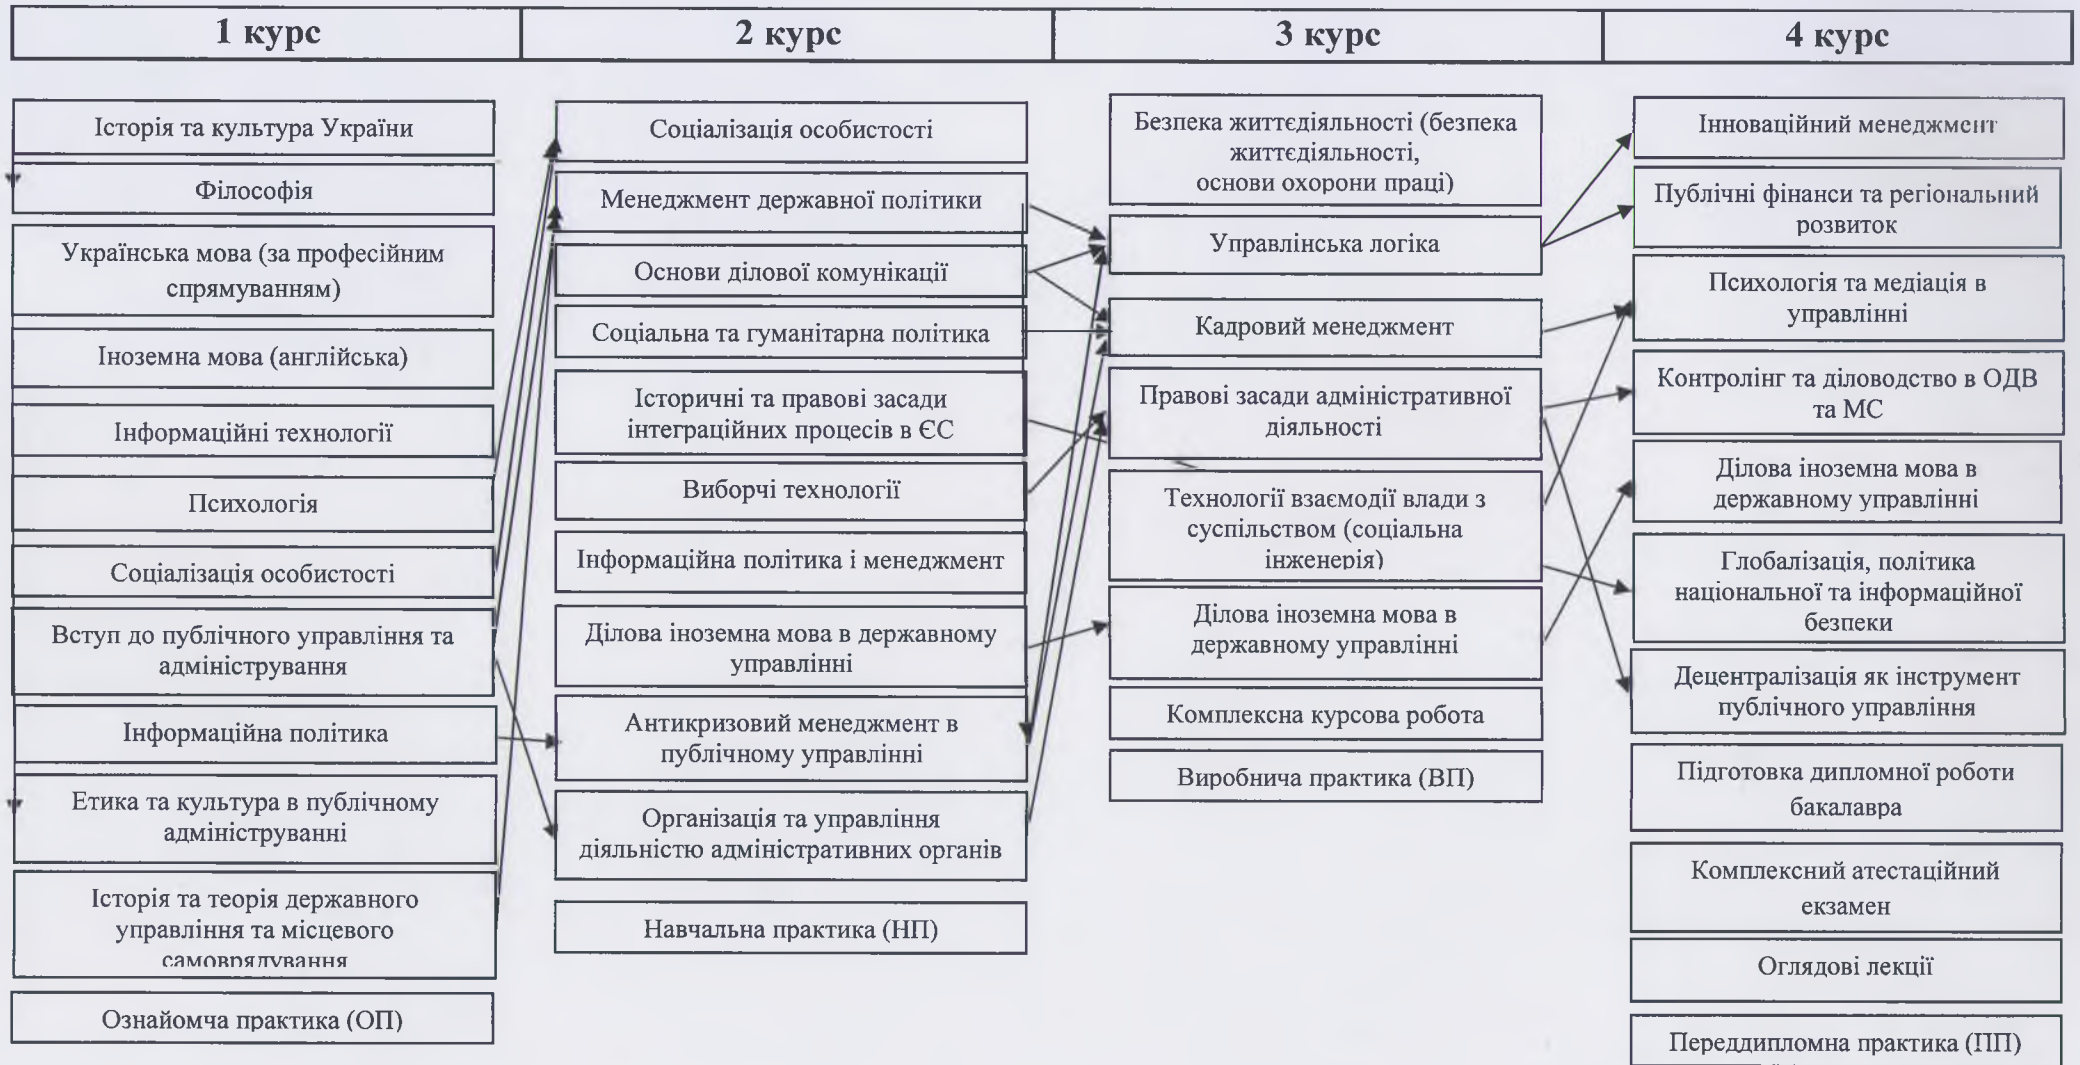 1 курс
2 курс
3 курс
4 курс
Історія та культура України
Філософія
Українська мова (за професійним
спрямуванням)
Іноземна мова (англійська)
Інформаційні технології
Психологія
Соціалізація особистості
Вступ до публічного управління та
адміністрування
Інформаційна політика
Етика та культура в публічному
адмініструванні
Історія та теорія державного
управління та місцевого
самоврядування
Ознайомча практика (ОП)
Соціалізація особистості
Менеджмент державної політики
Основи ділової комунікації
Соціальна та гуманітарна політика
Історичні та правові засади
інтеграційних процесів в ЄС
Виборчі технології
Інформаційна політика і менеджмент
Ділова іноземна мова в державному
управлінні
Антикризовий менеджмент в
публічному управлінні
Організація та управління
діяльністю адміністративних органів
Навчальна практика (НП)
Безпека життєдіяльності (безпека
життєдіяльності,
основи охорони праці)
Управлінська логіка
Кадровий менеджмент
Правові засади адміністративної
діяльності
Технології взаємодії влади з
суспільством (соціальна
інженерія)
Ділова іноземна мова в
державному управлінні
Комплексна курсова робота
Виробнича практика (ВП)
Інноваційний менеджмент
Публічні фінанси та регіональний
розвиток
Психологія та медіація в
управлінні
Контролінг та діловодство в ОДВ
та МС
Ділова іноземна мова в
державному управлінні
Глобалізація, політика
національної та інформаційної
безпеки
Децентралізація як інструмент
публічного управління
Підготовка дипломної роботи
бакалавра
Комплексний атестаційний
екзамен
Оглядові лекції
Переддипломна практика (ПП)